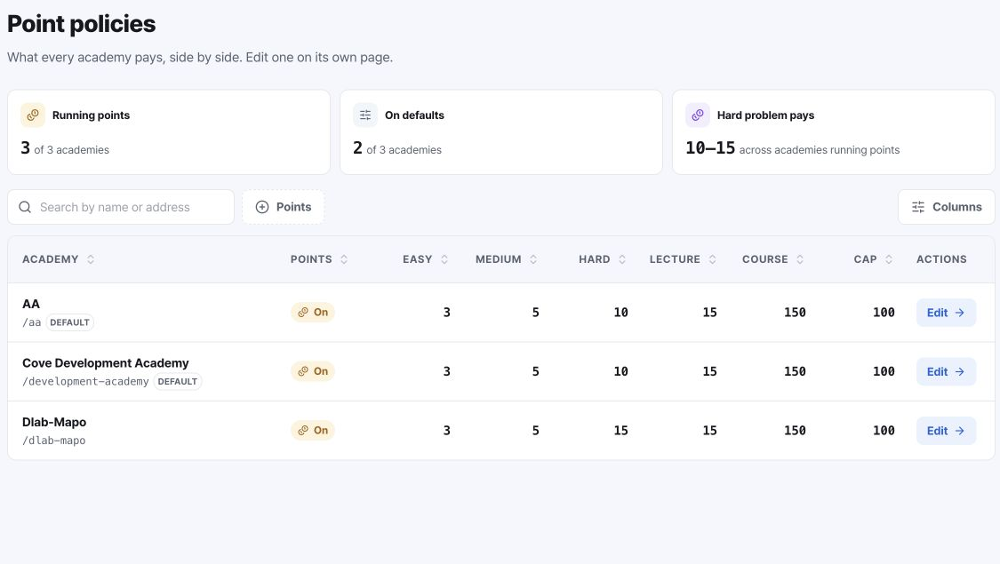 Point policies
What every academy pays, side by side. Edit one on its own page.
Running points
3 of 3 academies
On defaults
2 of 3 academies
Hard problem pays
10–15 across academies running points
Search by name or address
Points
Columns
ACADEMY POINTS EASY MEDIUM HARD LECTURE COURSE CAP ACTIONS
AA
/aa DEFAULT
On 3 5 10 15 150 100 Edit →
Cove Development Academy
/development-academy DEFAULT
On 3 5 10 15 150 100 Edit →
Dlab-Mapo
/dlab-mapo
On 3 5 15 15 150 100 Edit →